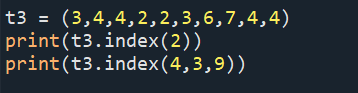 t3 = (3,4,4,2,2,3,6,7,4,4)
print(t3.index(2))
print(t3.index(4,3,9))